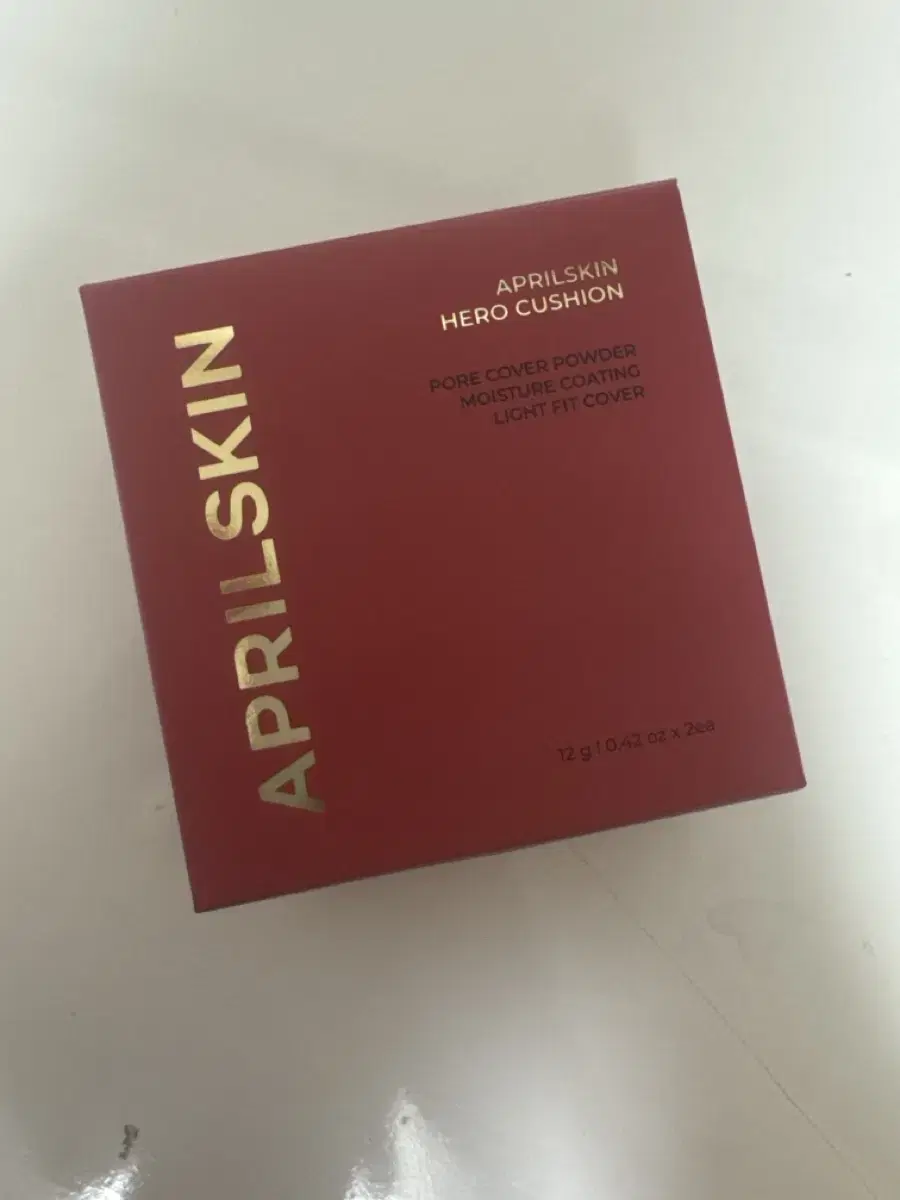 APRILSKIN
APRILSKIN
HERO CUSHION
PORE COVER POWDER
MOISTURE COATING
LIGHT FIT COVER
12 g / 0.42 oz x 2ea